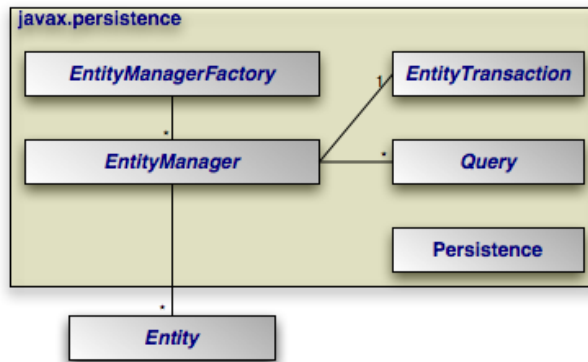 javax.persistence
EntityManagerFactory
1
EntityTransaction
*
EntityManager
*
Query
Persistence
*
Entity